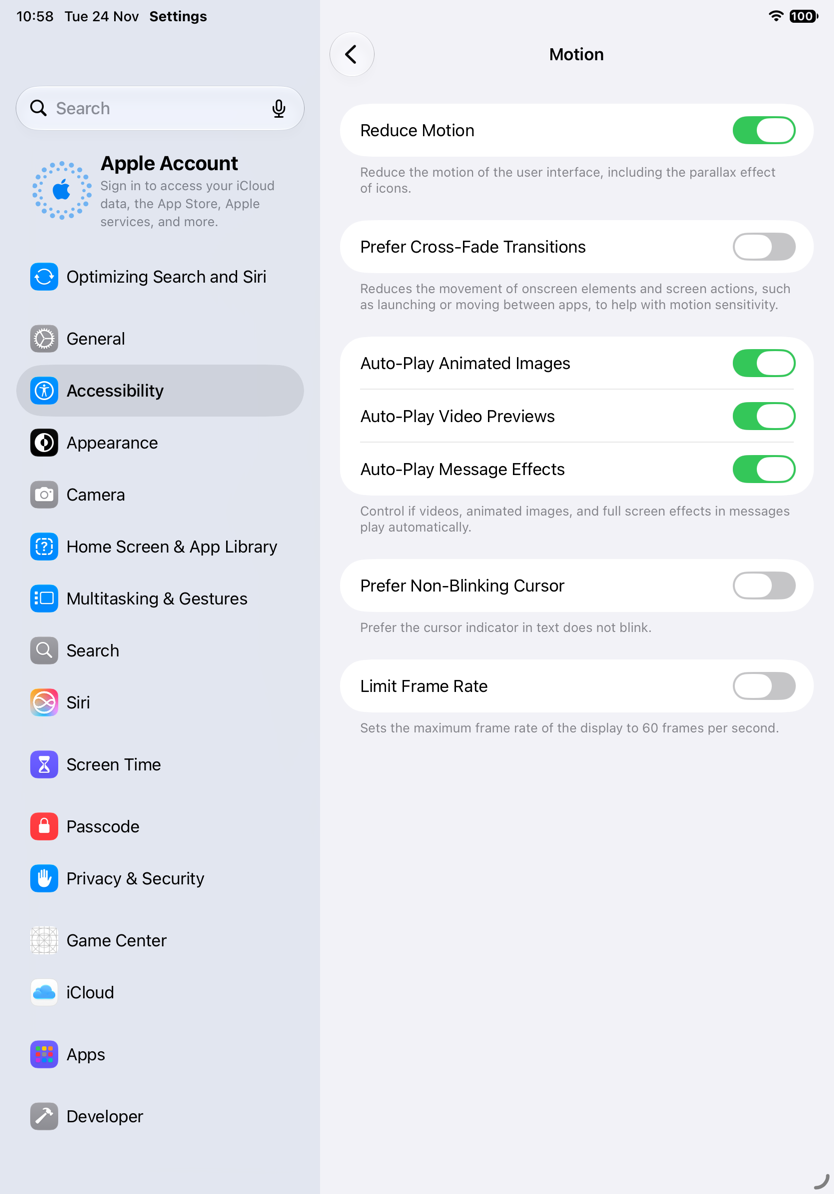 10:58 Tue 24 Nov Settings
100
Search
Apple Account
Sign in to access your iCloud
data, the App Store, Apple
services, and more.
Optimizing Search and Siri
General
Accessibility
Appearance
Camera
Home Screen & App Library
Multitasking & Gestures
Search
Siri
Screen Time
Passcode
Privacy & Security
Game Center
iCloud
Apps
Developer
Motion
Reduce Motion
Reduce the motion of the user interface, including the parallax effect
of icons.
Prefer Cross-Fade Transitions
Reduces the movement of onscreen elements and screen actions, such
as launching or moving between apps, to help with motion sensitivity.
Auto-Play Animated Images
Auto-Play Video Previews
Auto-Play Message Effects
Control if videos, animated images, and full screen effects in messages
play automatically.
Prefer Non-Blinking Cursor
Prefer the cursor indicator in text does not blink.
Limit Frame Rate
Sets the maximum frame rate of the display to 60 frames per second.